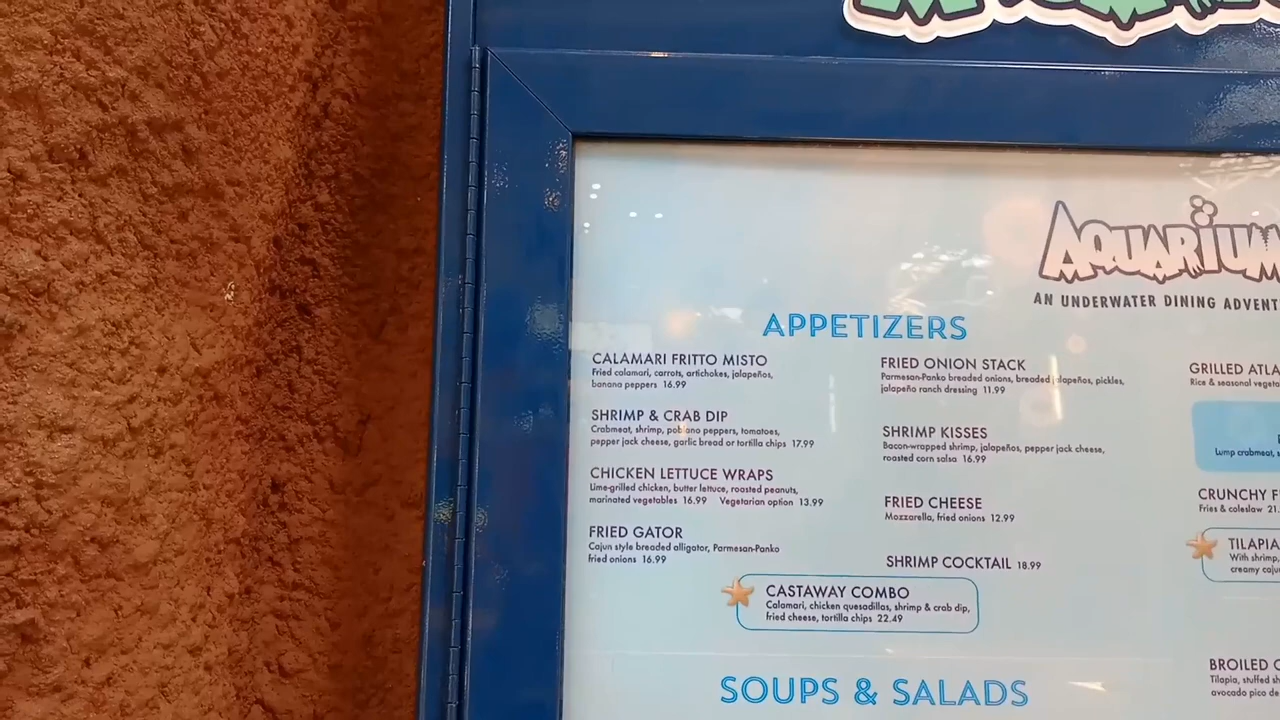 AQUARIUM
AN UNDERWATER DINING
APPETIZERS
CALAMARI FRITTO MISTO
Fried calamari, carrots, artichokes, jalapeños,
banana peppers 16.99
SHRIMP & CRAB DIP
Crabmeat, shrimp, poblano peppers, tomatoes,
pepper jack cheese, garlic bread or tortilla chips 17.99
CHICKEN LETTUCE WRAPS
Lime-grilled chicken, butter lettuce, roasted peanuts,
marinated vegetables 16.99 Vegetarian option 13.99
FRIED GATOR
Cajun style breaded alligator, Parmesan-Panko
fried onions 16.99
FRIED ONION STACK
Parmesan-Panko breaded onions, breaded jalapeños, pickles,
jalapeño ranch dressing 11.99
SHRIMP KISSES
Bacon-wrapped shrimp, jalapeños, pepper jack cheese,
roasted corn salsa 16.99
FRIED CHEESE
Mozzarella, fried onions 12.99
SHRIMP COCKTAIL 18.99
CASTAWAY COMBO
Calamari, chicken quesadillas, shrimp & crab dip,
fried cheese, tortilla chips 22.49
SOUPS & SALADS
GRILLED
Rice & seasonal
Lump crabmeat,
CRUNCHY
Fries & coleslaw
TILAPIA
With shrimp,
creamy
BROILED
Tilapia, stuffed
avocado pico